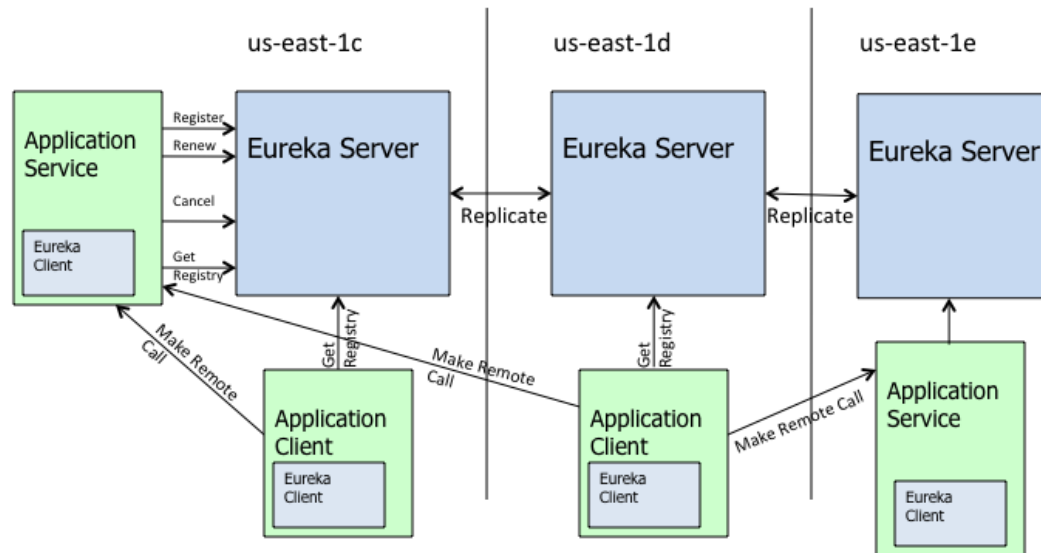 us-east-1c
us-east-1d
us-east-1e
Application
Service
Eureka
Client
Register
Renew
Cancel
Get
Registry
Eureka Server
Replicate
Eureka Server
Replicate
Eureka Server
Make Remote
Call
Get
Registry
Make Remote
Call
Get
Registry
Make Remote Call
Application
Client
Eureka
Client
Application
Client
Eureka
Client
Application
Service
Eureka
Client